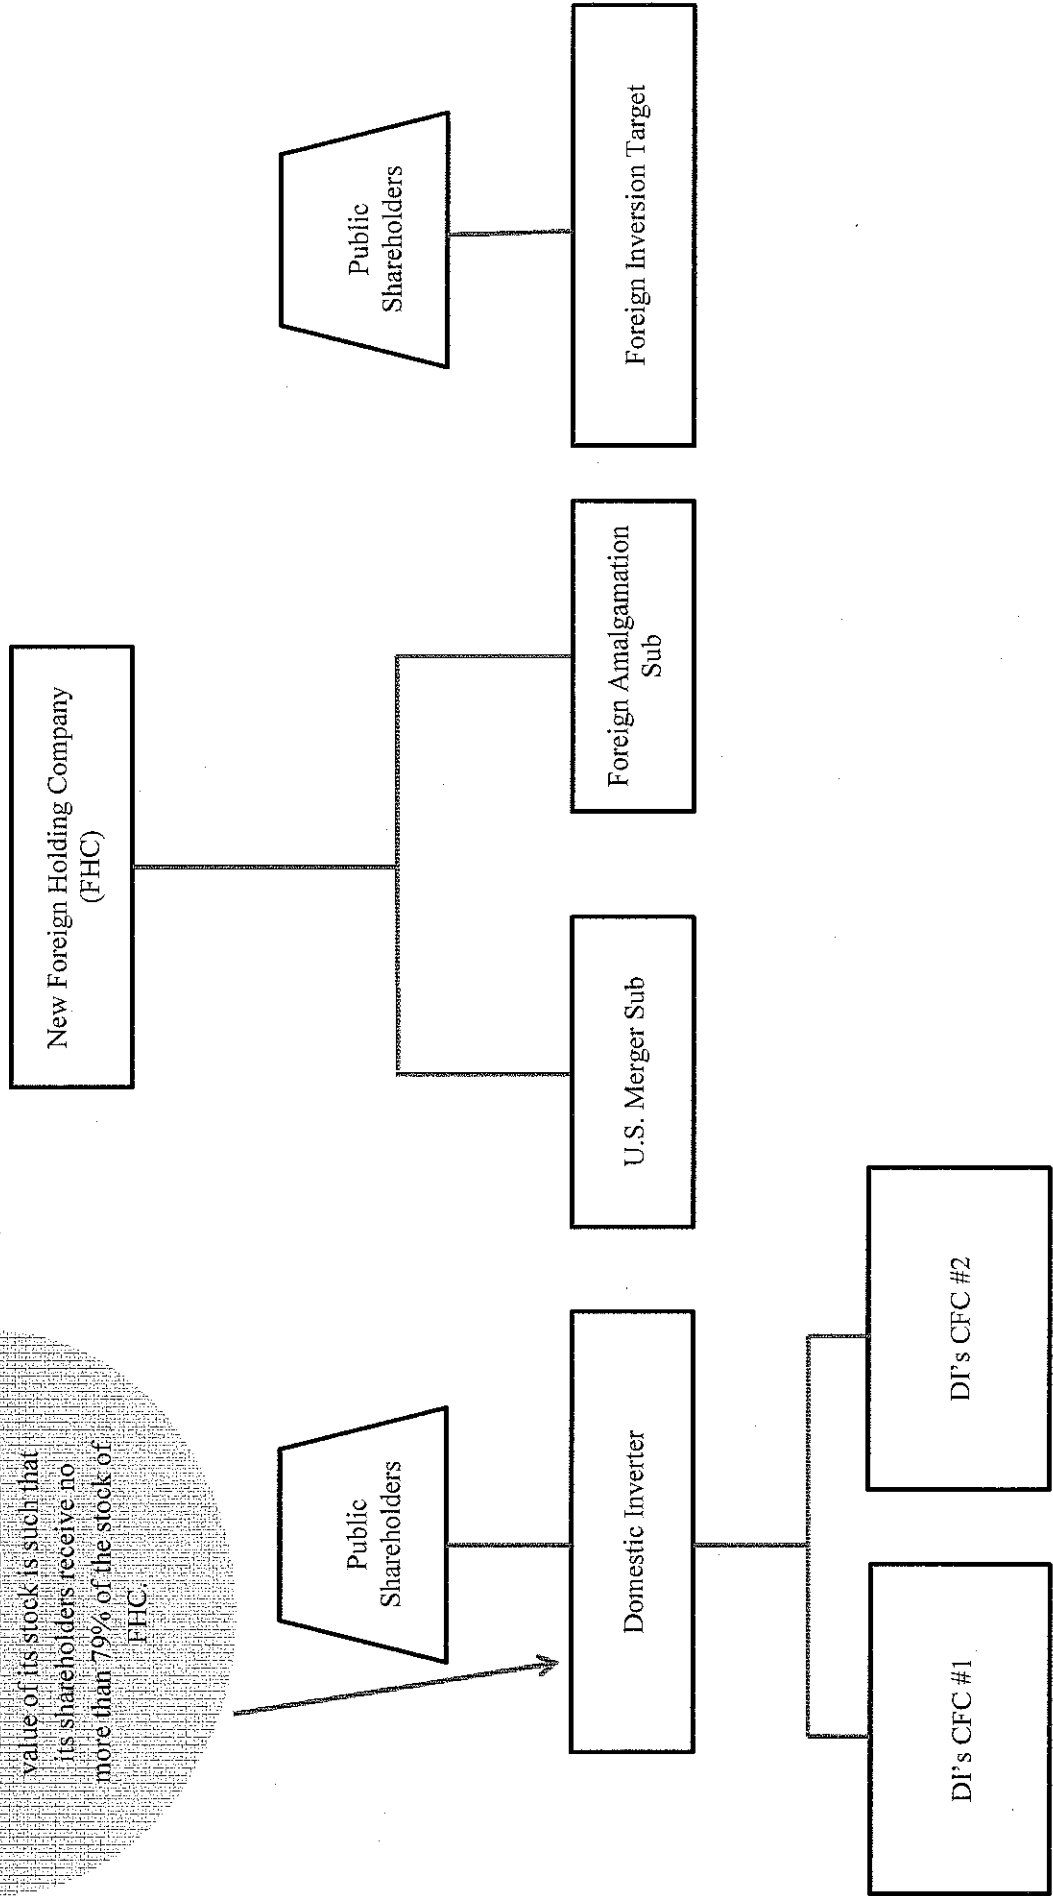 value of its stock is such that
its shareholders receive no
more than 79% of the stock of
FHC.
New Foreign Holding Company
(FHC)
Public
Shareholders
Public
Shareholders
Domestic Inverter
U.S. Merger Sub
Foreign Amalgamation
Sub
Foreign Inversion Target
DI's CFC #1
DI's CFC #2